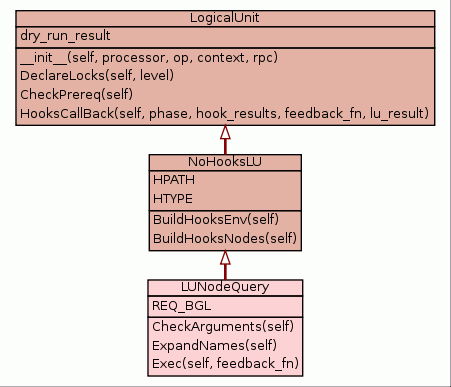 LogicalUnit
dry_run_result
__init__(self, processor, op, context, rpc)
DeclareLocks(self, level)
CheckPrereq(self)
HooksCallBack(self, phase, hook_results, feedback_fn, lu_result)
NoHooksLU
HPATH
HTYPE
BuildHooksEnv(self)
BuildHooksNodes(self)
LUNodeQuery
REQ_BGL
CheckArguments(self)
ExpandNames(self)
Exec(self, feedback_fn)